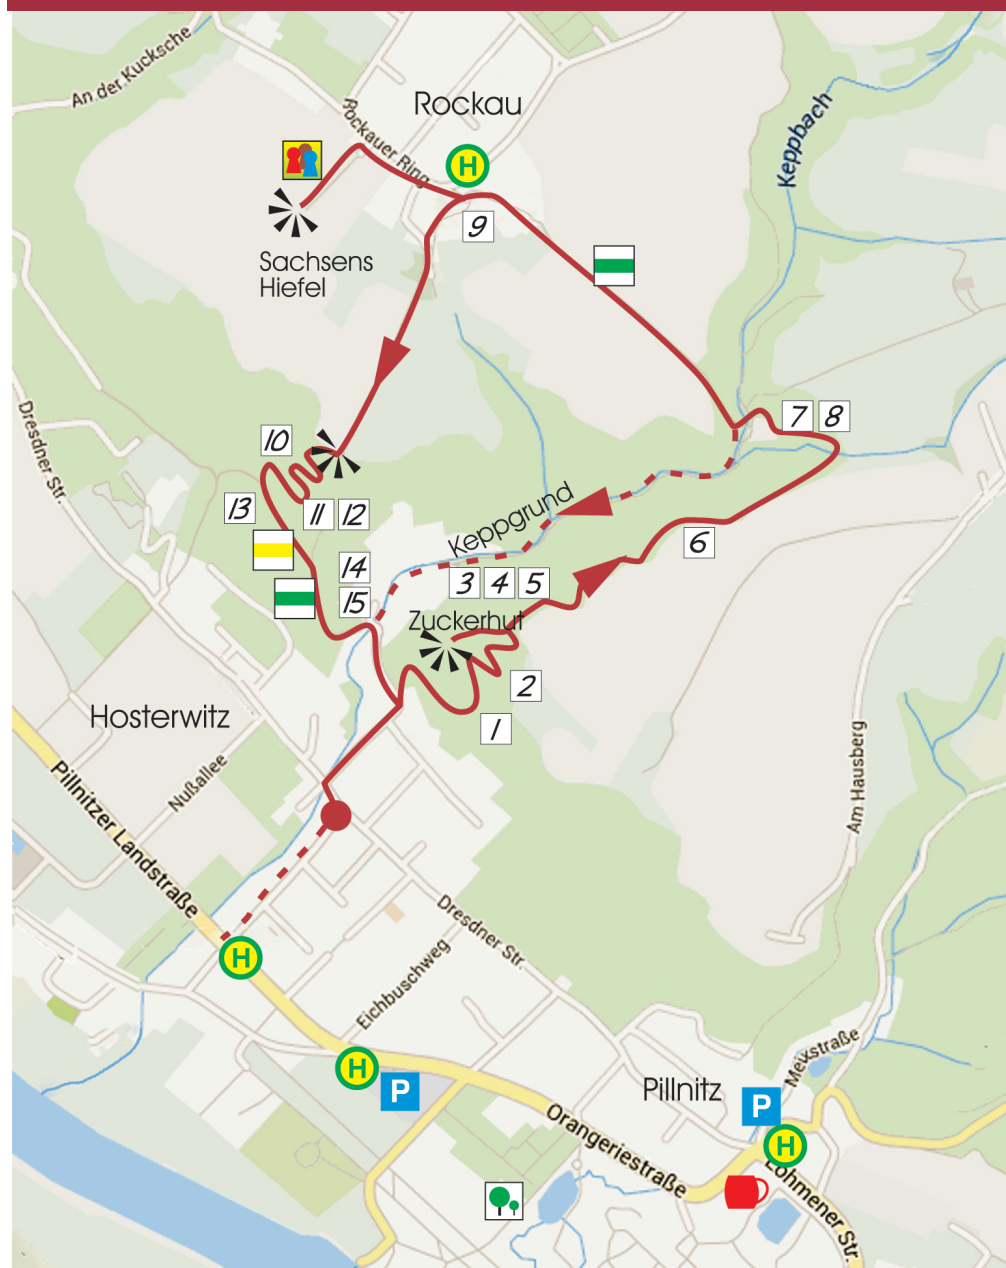 An der Kucksche
Rockau
Rockauer Ring
H
Keppbach
9
Sachsens
Hiefel
7 8
Dresdner Str.
10
13
11 12
6
Keppgrund
14
3 4 5
15
Zuckerhut
2
1
Hosterwitz
Nußallee
Am Hausberg
Pillnitzer Landstraße
Dresdner Str.
H
Eichbuschweg
H
P
Meixstraße
Pillnitz
P
H
Orangeriestraße
Lohmener Str.